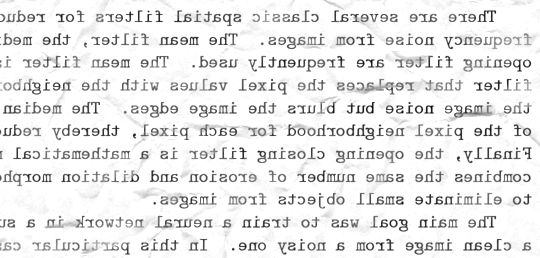 There are several classic spatial filters for reduc
frequency noise from images. The mean filter, the medi
opening filter are frequently used. The mean filter is
filter that replaces the pixel values with the neighbor
the image noise but blurs the image edges. The median
of the pixel neighborhood for each pixel, thereby redu
Finally, the opening closing filter is a mathematical
combines the same number of erosion and dilation morpho
to eliminate small objects from images.
The main goal was to train a neural network in a su
a clean image from a noisy one. In this particular cas